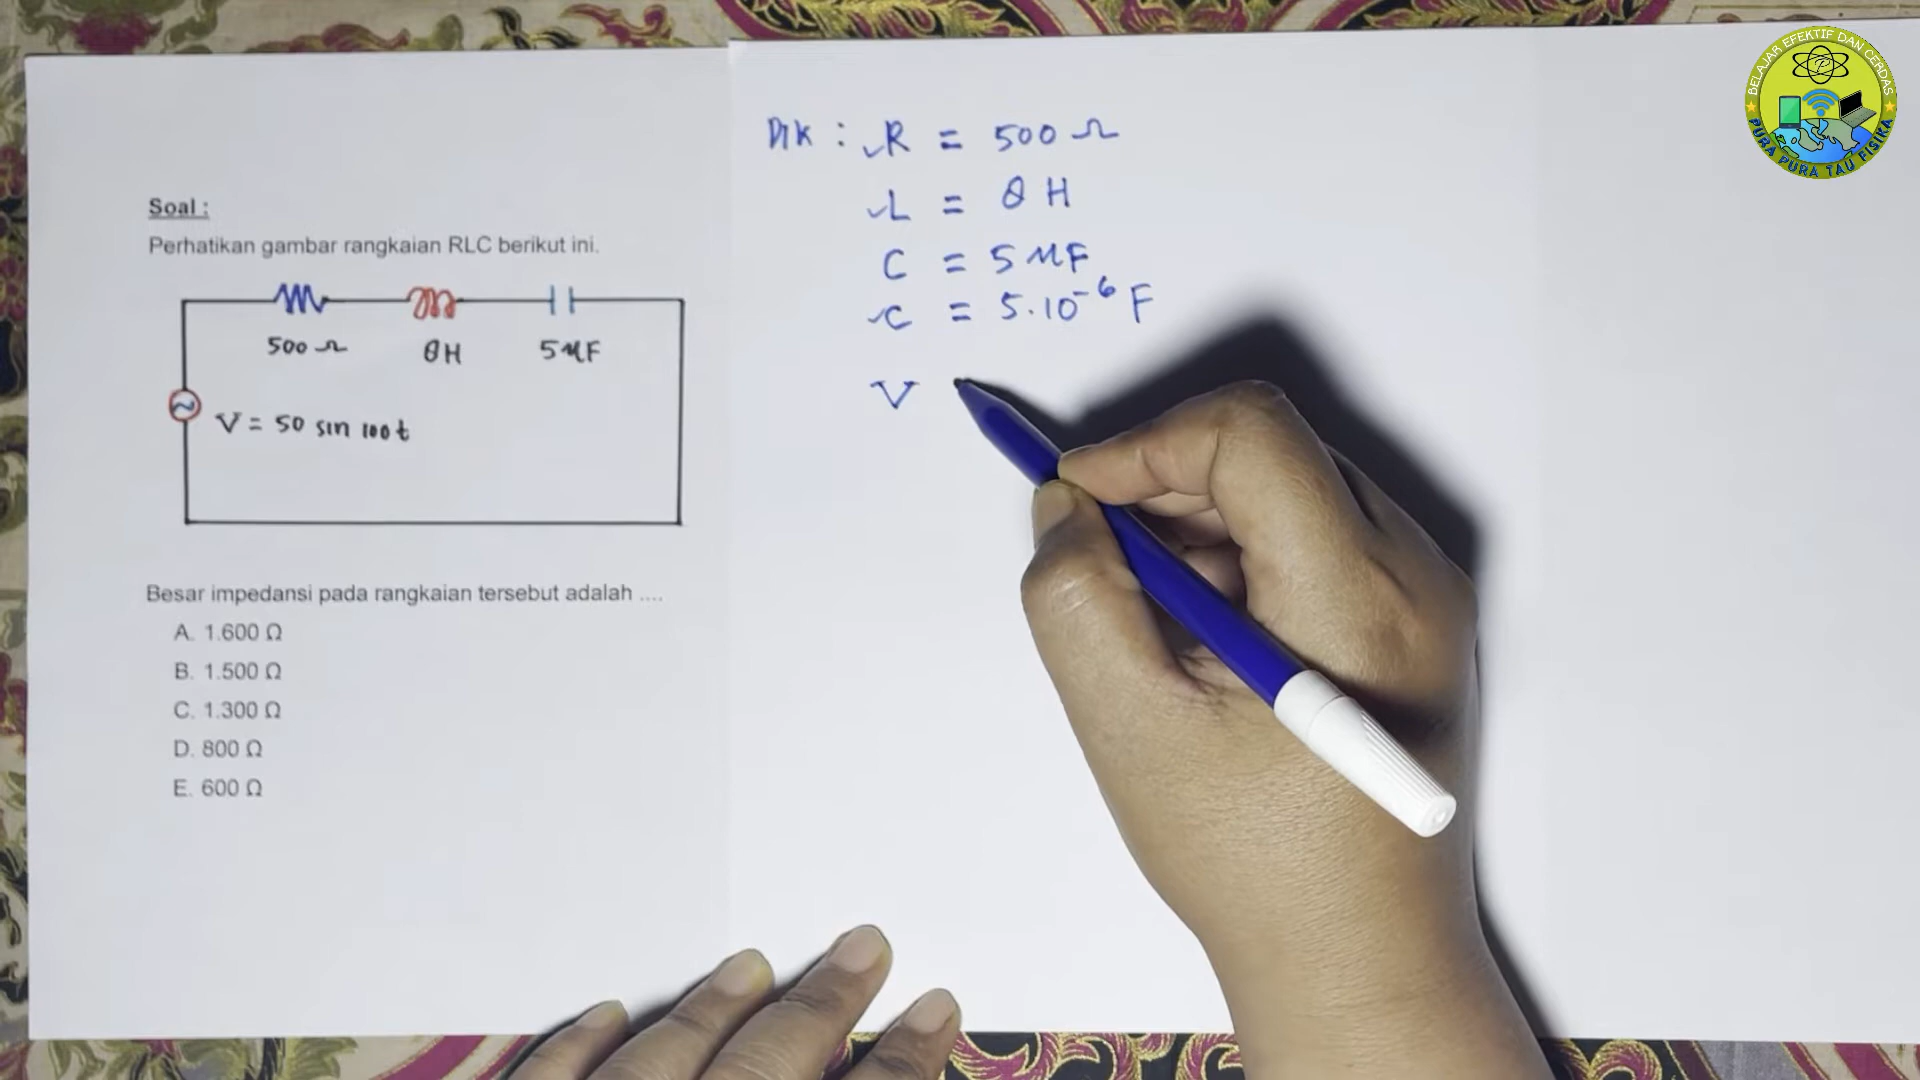 Soal :
Perhatikan gambar rangkaian RLC berikut ini.
500 Ω
8 H
5 μF
V = 50 sin 100 t
Besar impedansi pada rangkaian tersebut adalah ....
A. 1.600 Ω
B. 1.500 Ω
C. 1.300 Ω
D. 800 Ω
E. 600 Ω
Dik : R = 500 Ω
L = 8 H
C = 5 μF
C = 5.10⁻⁶ F
V
BELAJAR EFEKTIF DAN CERDAS
PURA PURA TAU FISIKA